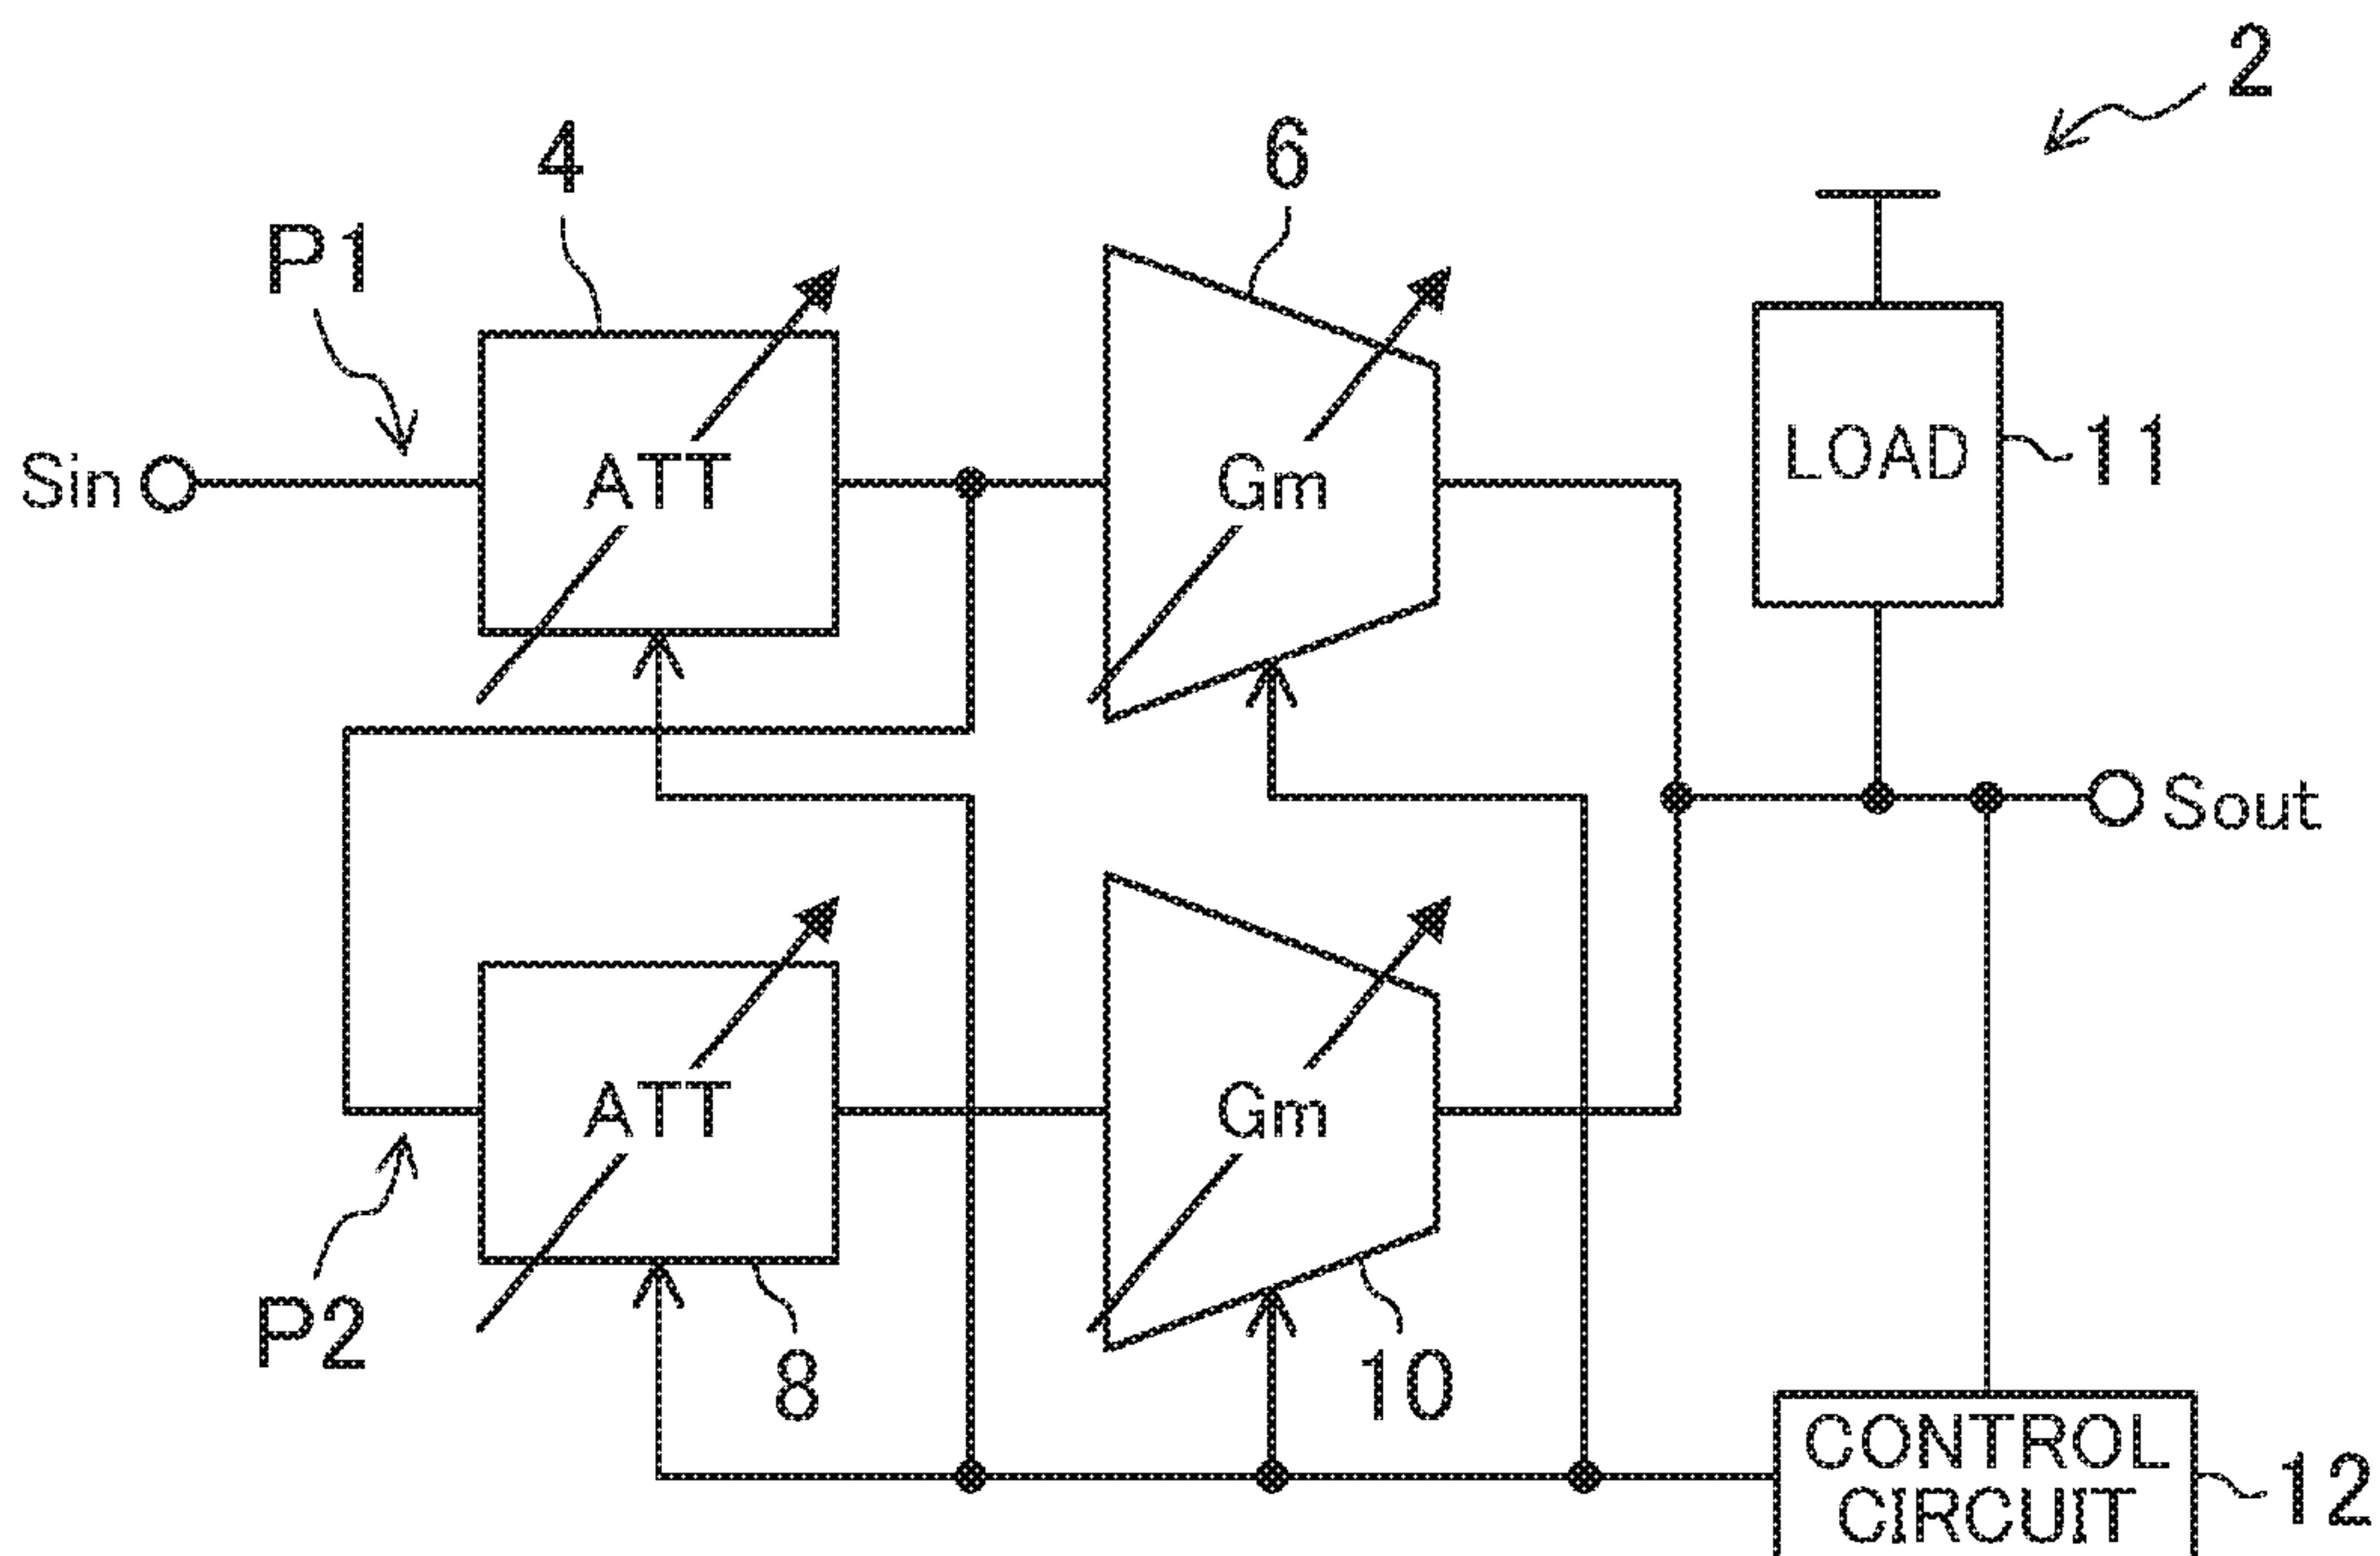 2
4
6
P1
Sin
ATT
Gm
LOAD
11
Sout
ATT
Gm
P2
8
10
CONTROL
CIRCUIT
12